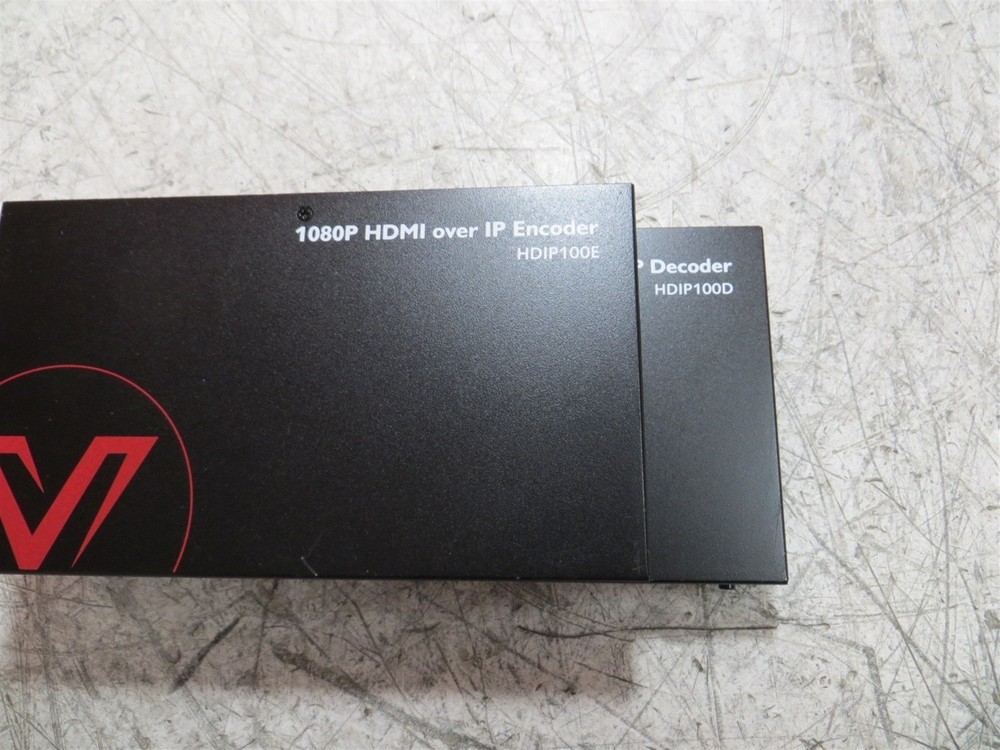 1080P HDMI over IP Encoder
HDIP100E
P Decoder
HDIP100D